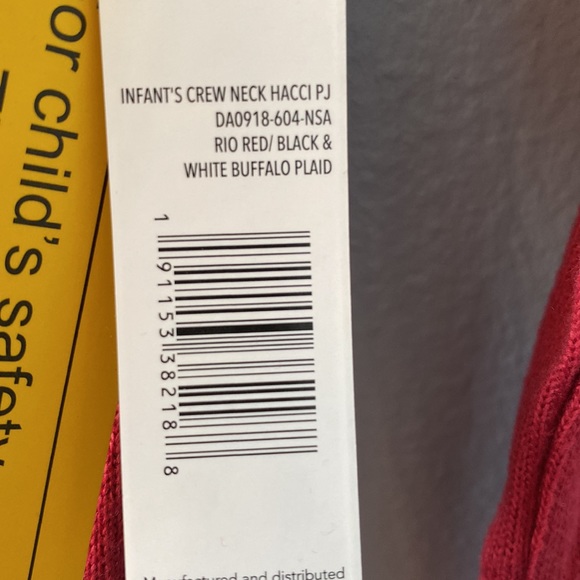 or child's safety
INFANT'S CREW NECK HACCI PJ
DA0918-604-NSA
RIO RED/ BLACK &
WHITE BUFFALO PLAID
1 91153 38218 8
Manufactured and distributed